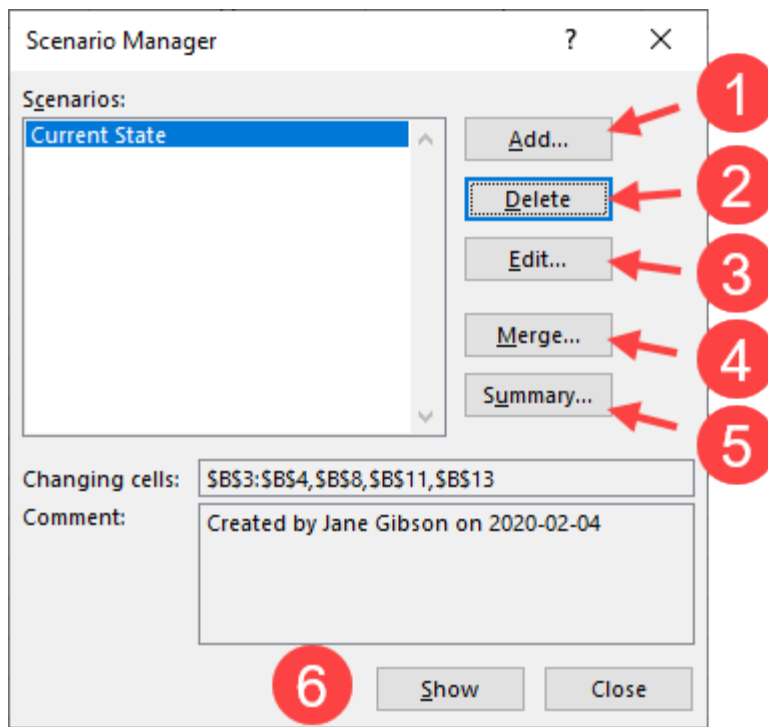 Scenario Manager
?
Scenarios:
Current State
Add...
1
Delete
2
Edit...
3
Merge...
4
Summary...
5
Changing cells: $B$3:$B$4,$B$8,$B$11,$B$13
Comment: Created by Jane Gibson on 2020-02-04
6
Show
Close